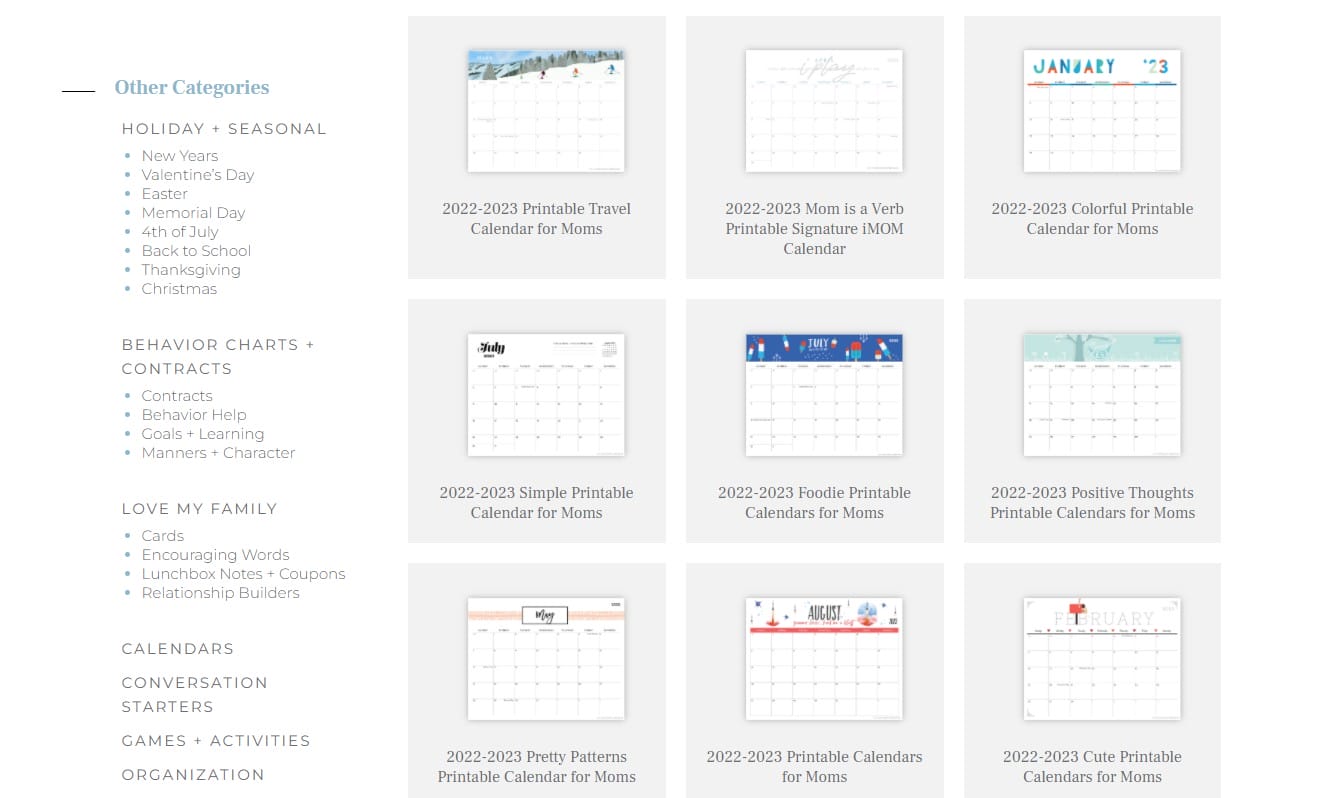 Other Categories
HOLIDAY + SEASONAL
New Years
Valentine's Day
Easter
Memorial Day
4th of July
Back to School
Thanksgiving
Christmas
BEHAVIOR CHARTS +
CONTRACTS
Contracts
Behavior Help
Goals + Learning
Manners + Character
LOVE MY FAMILY
Cards
Encouraging Words
Lunchbox Notes + Coupons
Relationship Builders
CALENDARS
CONVERSATION
STARTERS
GAMES + ACTIVITIES
ORGANIZATION
2022-2023 Printable Travel
Calendar for Moms
i play
2022-2023 Mom is a Verb
Printable Signature iMOM
Calendar
JANUARY '23
2022-2023 Colorful Printable
Calendar for Moms
July
2022-2023 Simple Printable
Calendar for Moms
JULY
2022-2023 Foodie Printable
Calendars for Moms
2022-2023 Positive Thoughts
Printable Calendars for Moms
May
2022-2023 Pretty Patterns
Printable Calendar for Moms
AUGUST
2023
2022-2023 Printable Calendars
for Moms
FEBRUARY
2022-2023 Cute Printable
Calendars for Moms